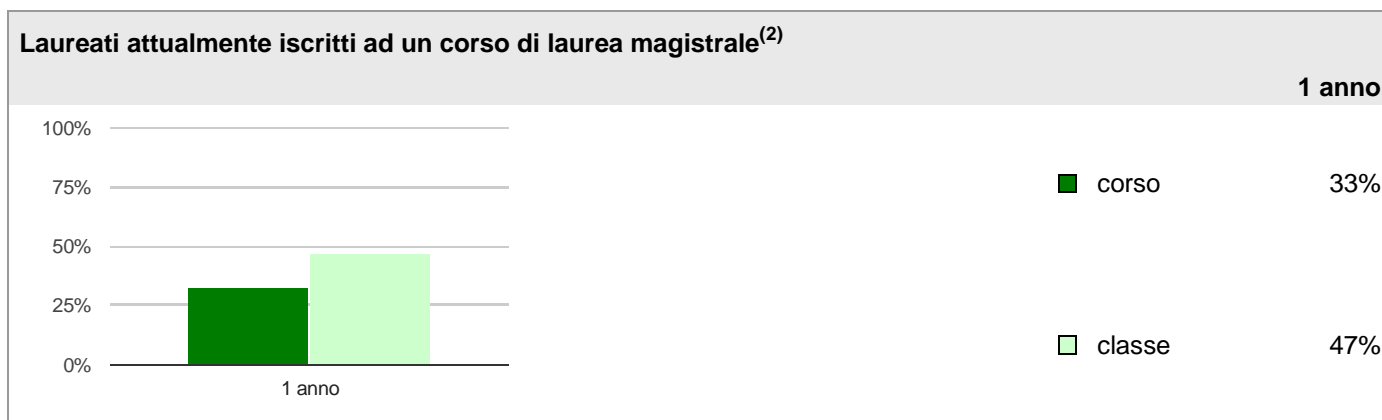 Laureati attualmente iscritti ad un corso di laurea magistrale(2)
1 anno
100%
75%
50%
25%
0%
1 anno
corso 33%
classe 47%